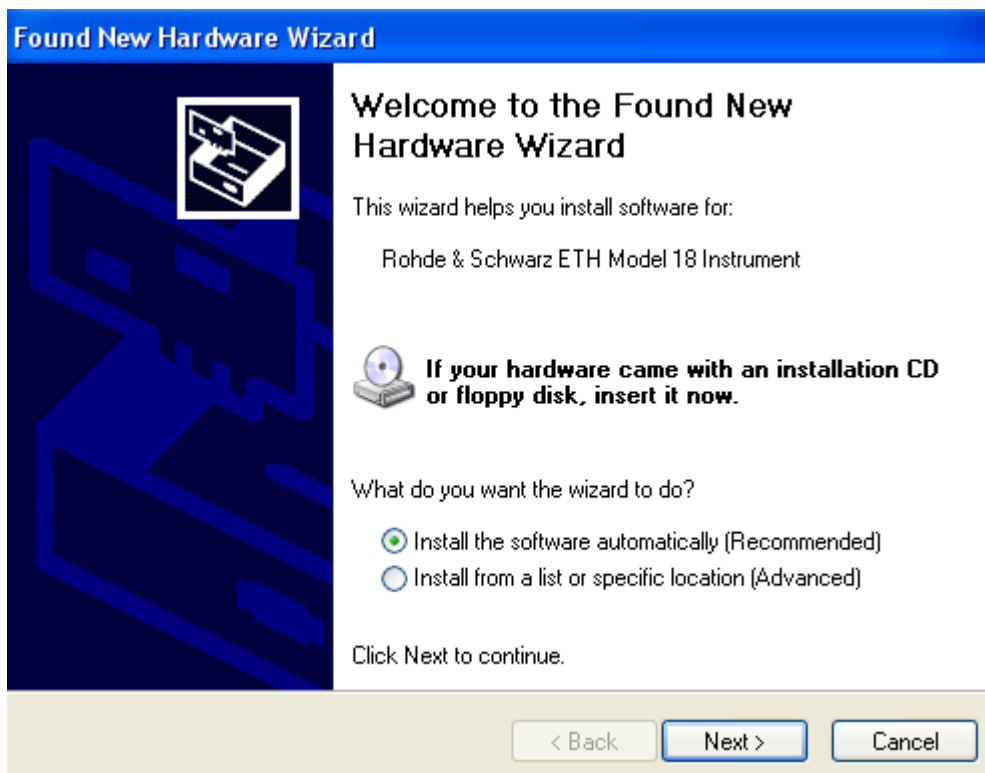 Found New Hardware Wizard
Welcome to the Found New
Hardware Wizard
This wizard helps you install software for:
Rohde & Schwarz ETH Model 18 Instrument
If your hardware came with an installation CD
or floppy disk, insert it now.
What do you want the wizard to do?
Install the software automatically (Recommended)
Install from a list or specific location (Advanced)
Click Next to continue.
< Back Next > Cancel